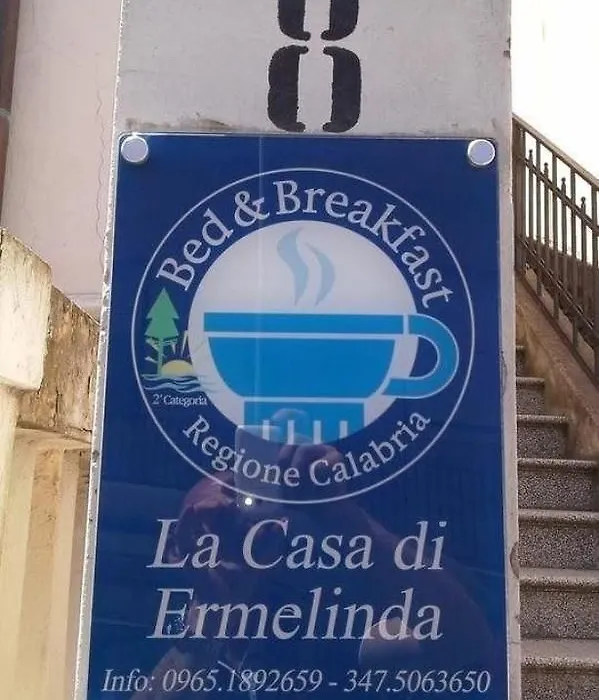 8
Bed & Breakfast
2ª Categoria
Regione Calabria
La Casa di
Ermelinda
Info: 0965.1892659 - 347.5063650